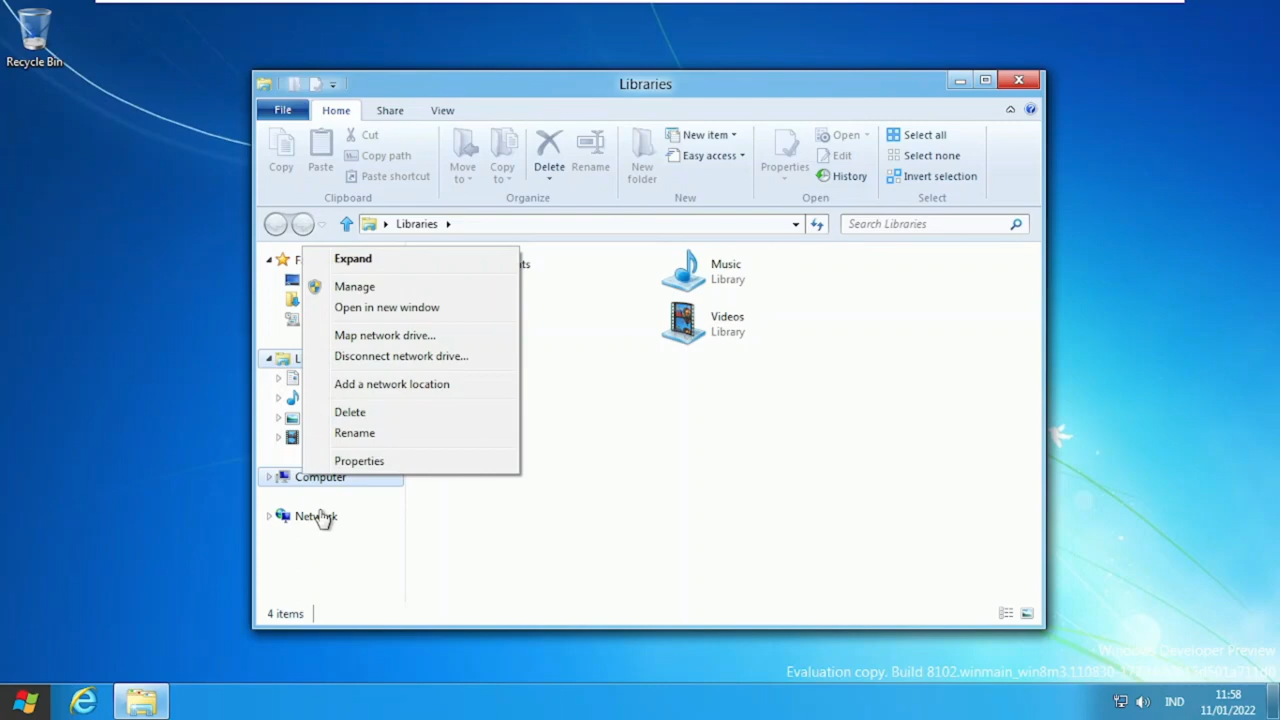 Recycle Bin
Libraries
File Home Share View
Copy
Paste
Cut
Copy path
Paste shortcut
Clipboard
Move to
Copy to
Delete
Rename
Organize
New folder
New item
Easy access
New
Properties
Open
Edit
History
Open
Select all
Select none
Invert selection
Select
Libraries
Search Libraries
Expand
Manage
Open in new window
Map network drive...
Disconnect network drive...
Add a network location
Delete
Rename
Properties
Music
Library
Videos
Library
Computer
Network
4 items
Windows Developer Preview
Evaluation copy. Build 8102.winmain_win8m3.110830-
IND
11:58
11/01/2022